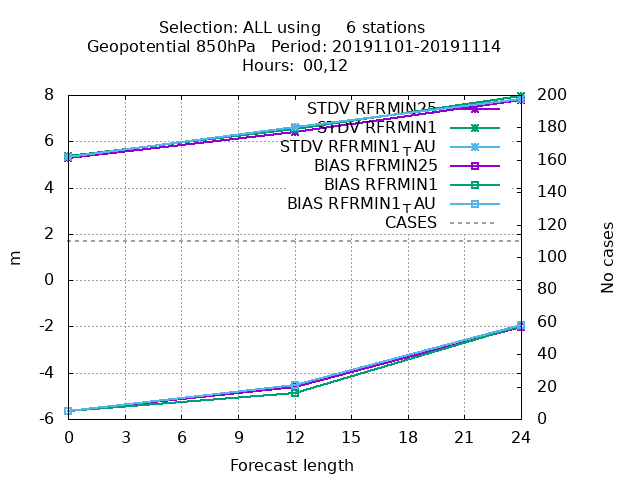 Selection: ALL using     6 stations
Geopotential 850hPa   Period: 20191101-20191114
Hours: 00,12
8
6
4
2
0
-2
-4
-6
m
STDV RFRMIN25
STDV RFRMIN1
STDV RFRMIN1TAU
BIAS RFRMIN25
BIAS RFRMIN1
BIAS RFRMIN1TAU
CASES
200
180
160
140
120
100
80
60
40
20
0
No cases
0 3 6 9 12 15 18 21 24
Forecast length